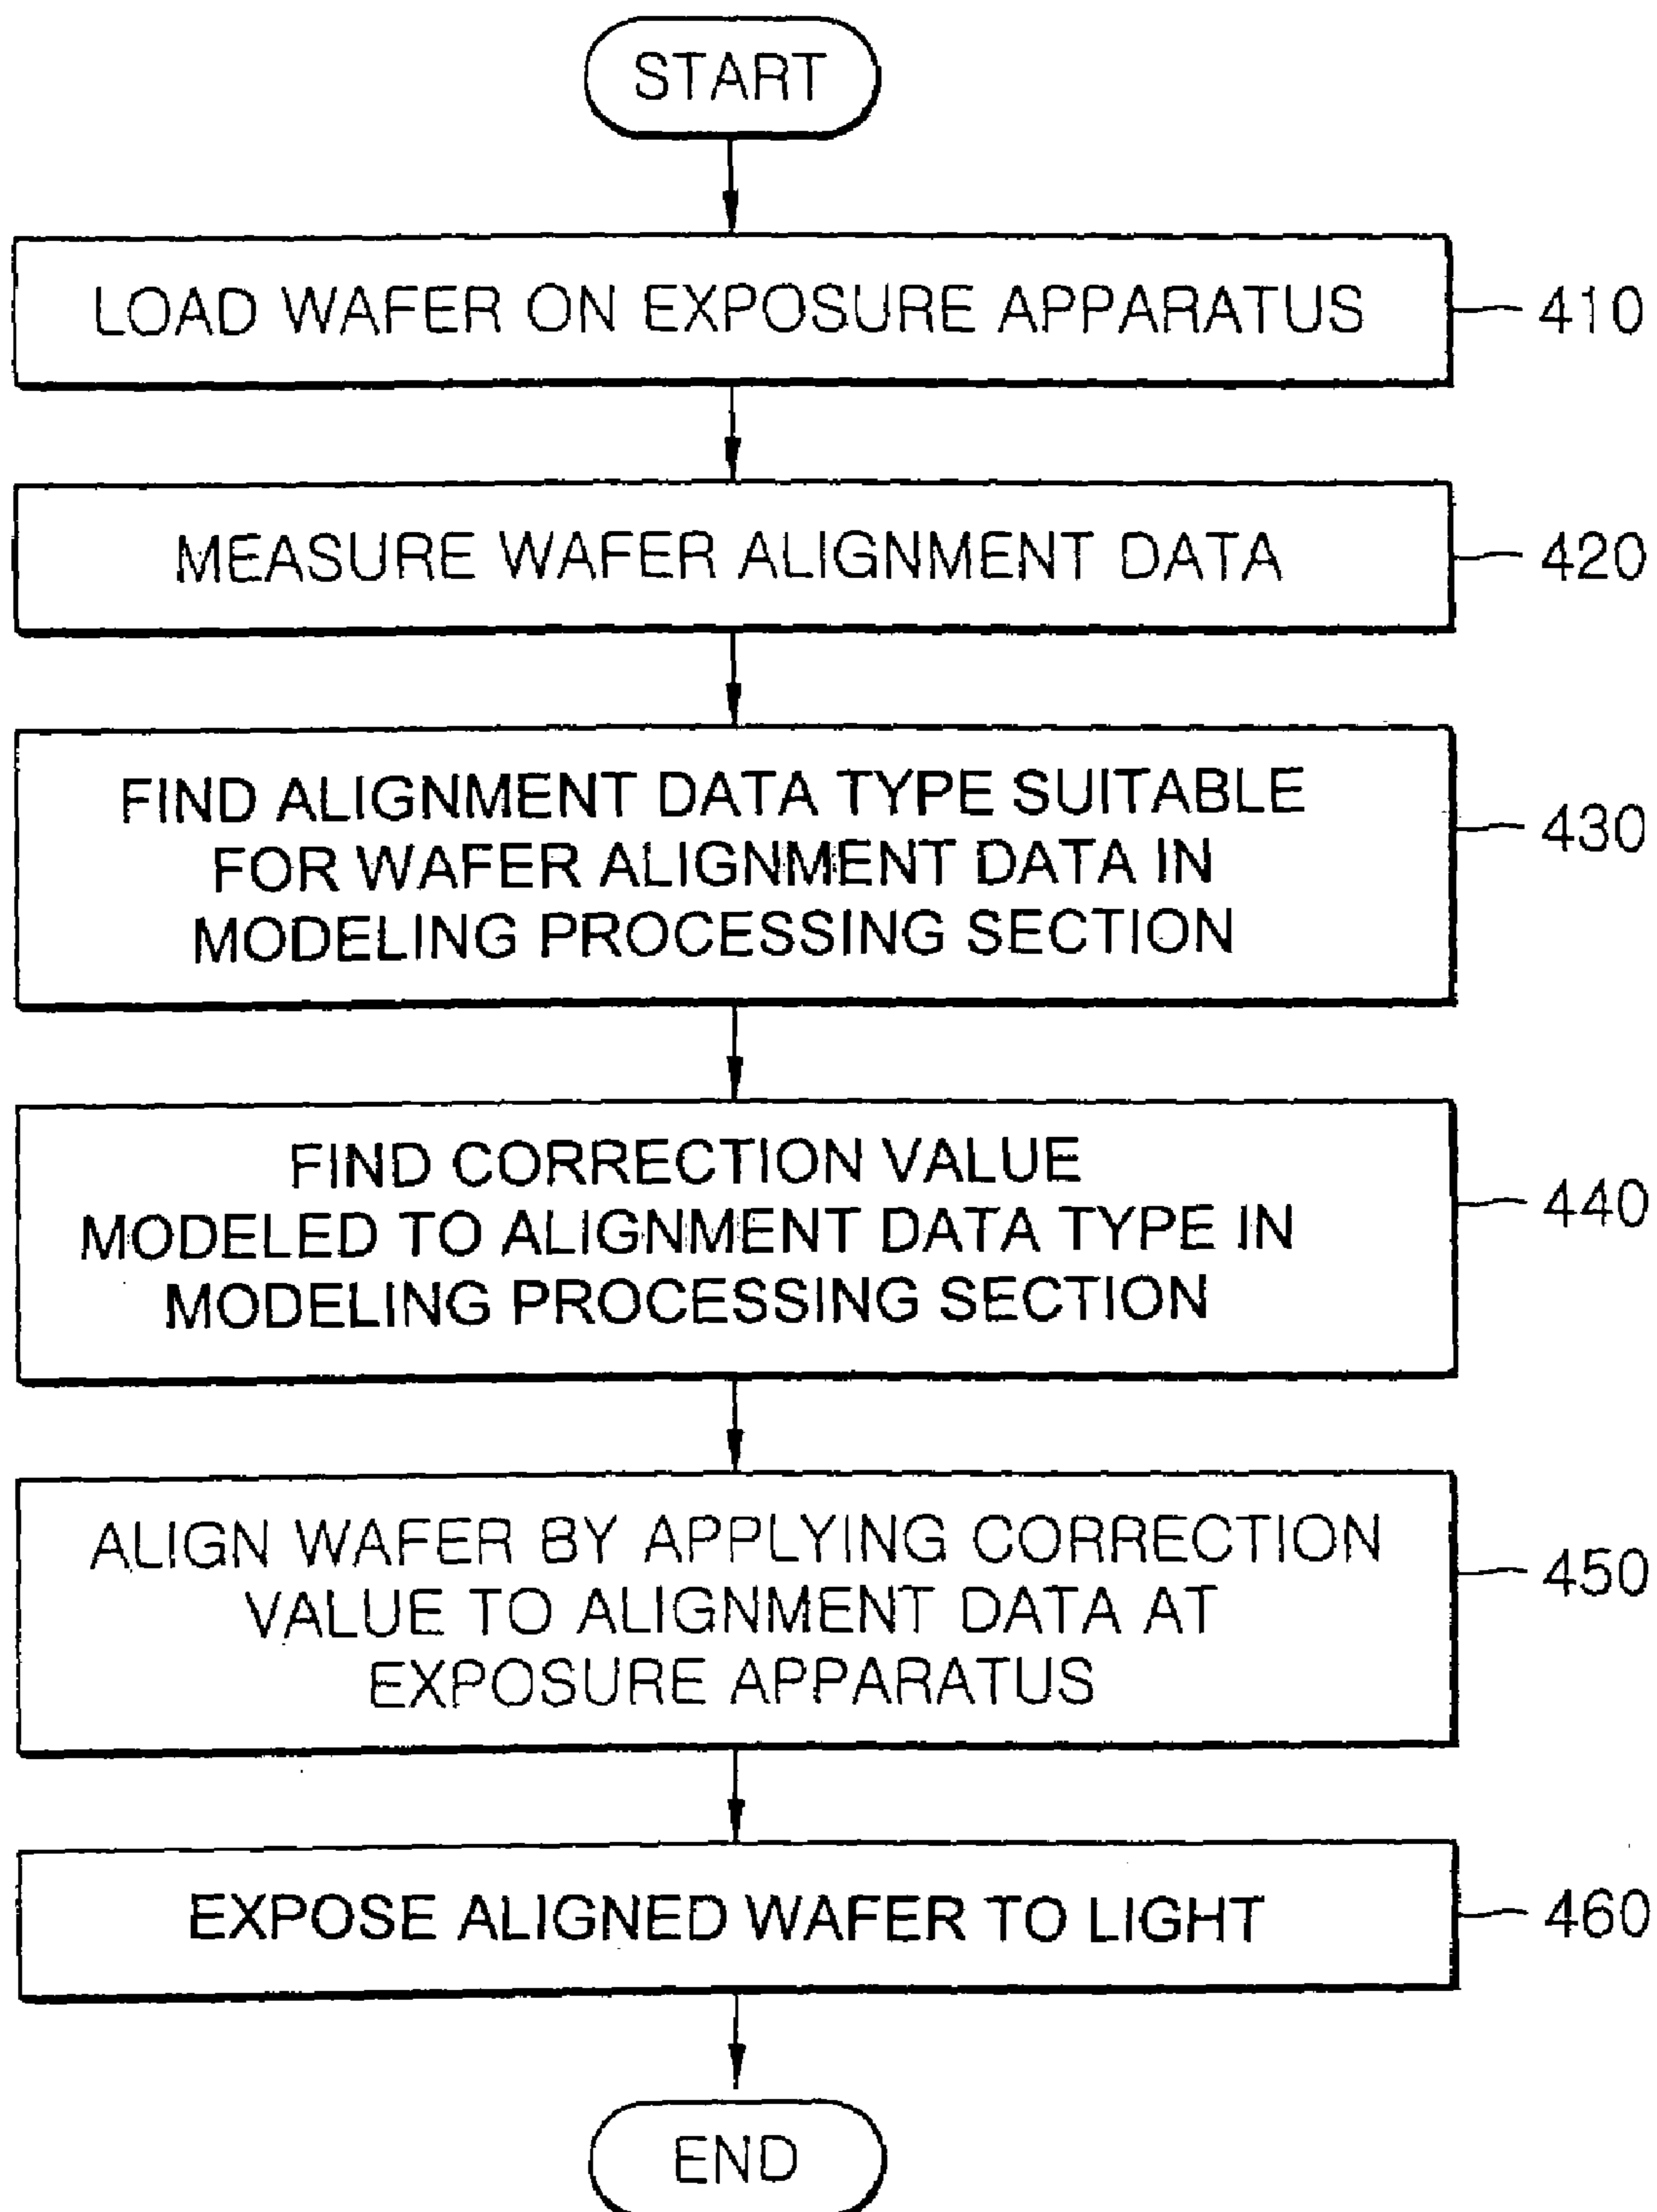 START
LOAD WAFER ON EXPOSURE APPARATUS
410
MEASURE WAFER ALIGNMENT DATA
420
FIND ALIGNMENT DATA TYPE SUITABLE
FOR WAFER ALIGNMENT DATA IN
MODELING PROCESSING SECTION
430
FIND CORRECTION VALUE
MODELED TO ALIGNMENT DATA TYPE IN
MODELING PROCESSING SECTION
440
ALIGN WAFER BY APPLYING CORRECTION
VALUE TO ALIGNMENT DATA AT
EXPOSURE APPARATUS
450
EXPOSE ALIGNED WAFER TO LIGHT
460
END